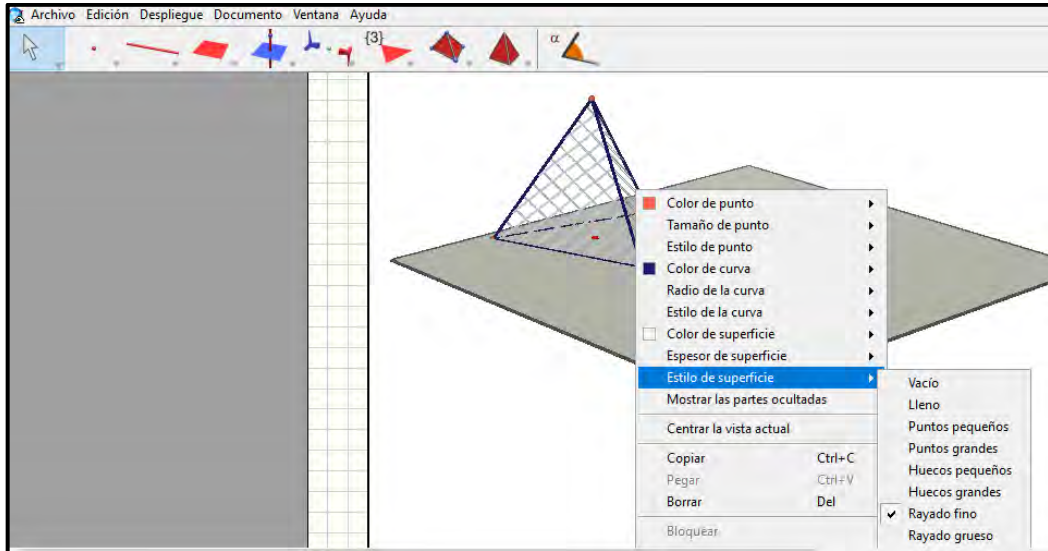 Archivo Edición Despliegue Documento Ventana Ayuda
{3}
α
Color de punto
Tamaño de punto
Estilo de punto
Color de curva
Radio de la curva
Estilo de la curva
Color de superficie
Espesor de superficie
Estilo de superficie
Mostrar las partes ocultadas
Centrar la vista actual
Copiar Ctrl+C
Pegar Ctrl+V
Borrar Del
Bloquear
Vacío
Lleno
Puntos pequeños
Puntos grandes
Huecos pequeños
Huecos grandes
Rayado fino
Rayado grueso